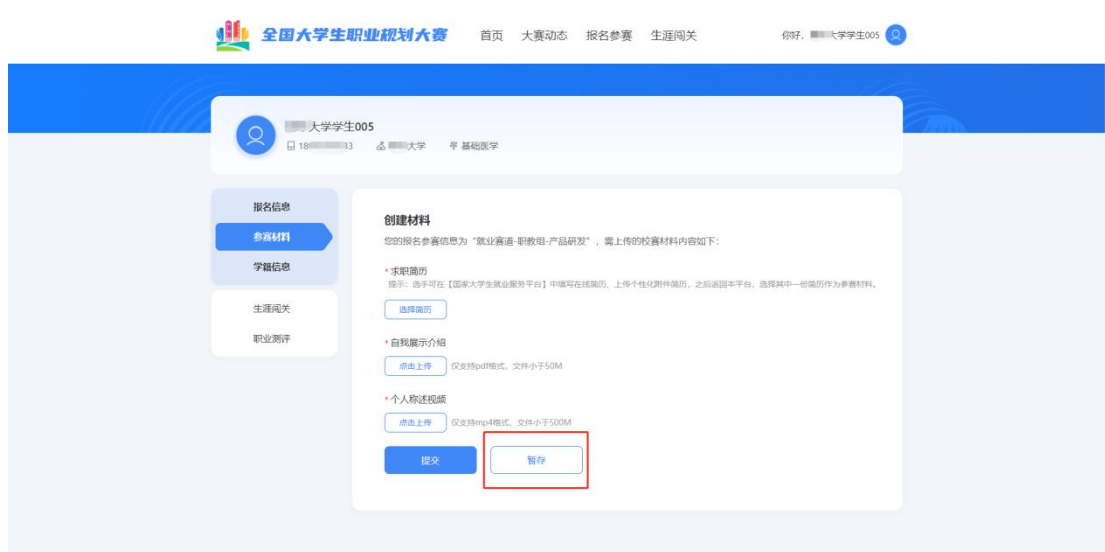 全国大学生职业规划大赛 首页 大赛动态 报名参赛 生涯闯关 你好, 大学学生005
大学学生005
18 33 大学 基础医学
报名信息
参赛材料
学籍信息
生涯闯关
职业测评
创建材料
您的报名参赛信息为“就业赛道-职教组-产品研发”，需上传的校赛材料内容如下：
*求职简历
提示：选手可在【国家大学生就业服务平台】中填写在线简历、上传个性化附件简历，之后返回本平台，选择其中一份简历作为参赛材料。
选择简历
*自我展示介绍
点击上传 仅支持pdf格式，文件小于50M
*个人称述视频
点击上传 仅支持mp4格式，文件小于500M
提交 暂存